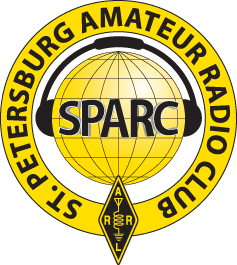 ST. PETERSBURG AMATEUR RADIO CLUB
SPARC
A
R R
L